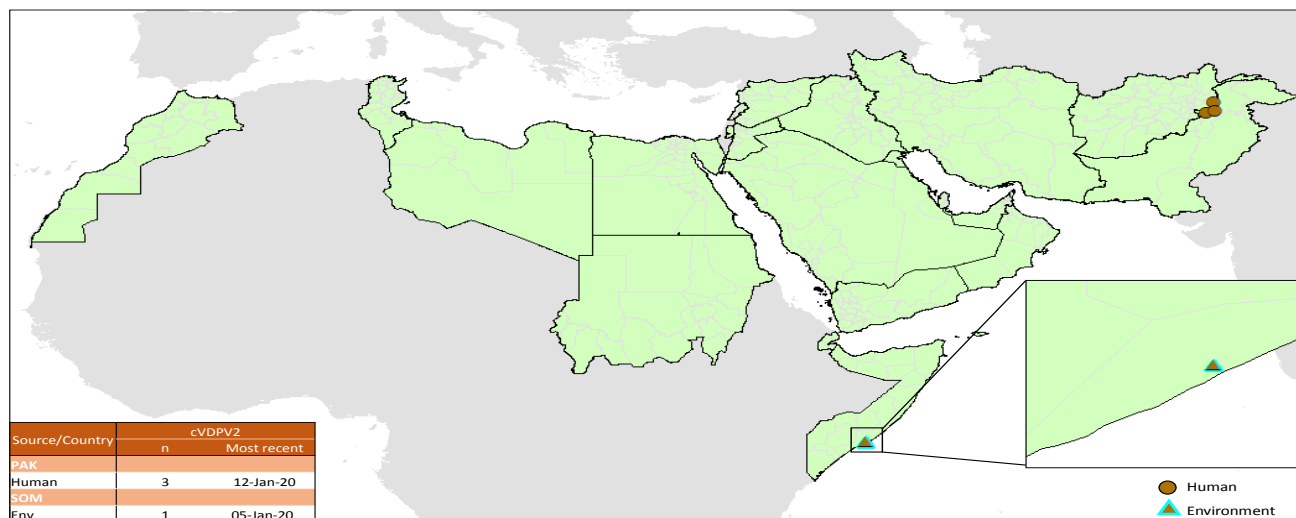 cVDPV2
Source/Country n Most recent
PAK
Human 3 12-Jan-20
SOM
Env 1 05-Jan-20
Human
Environment